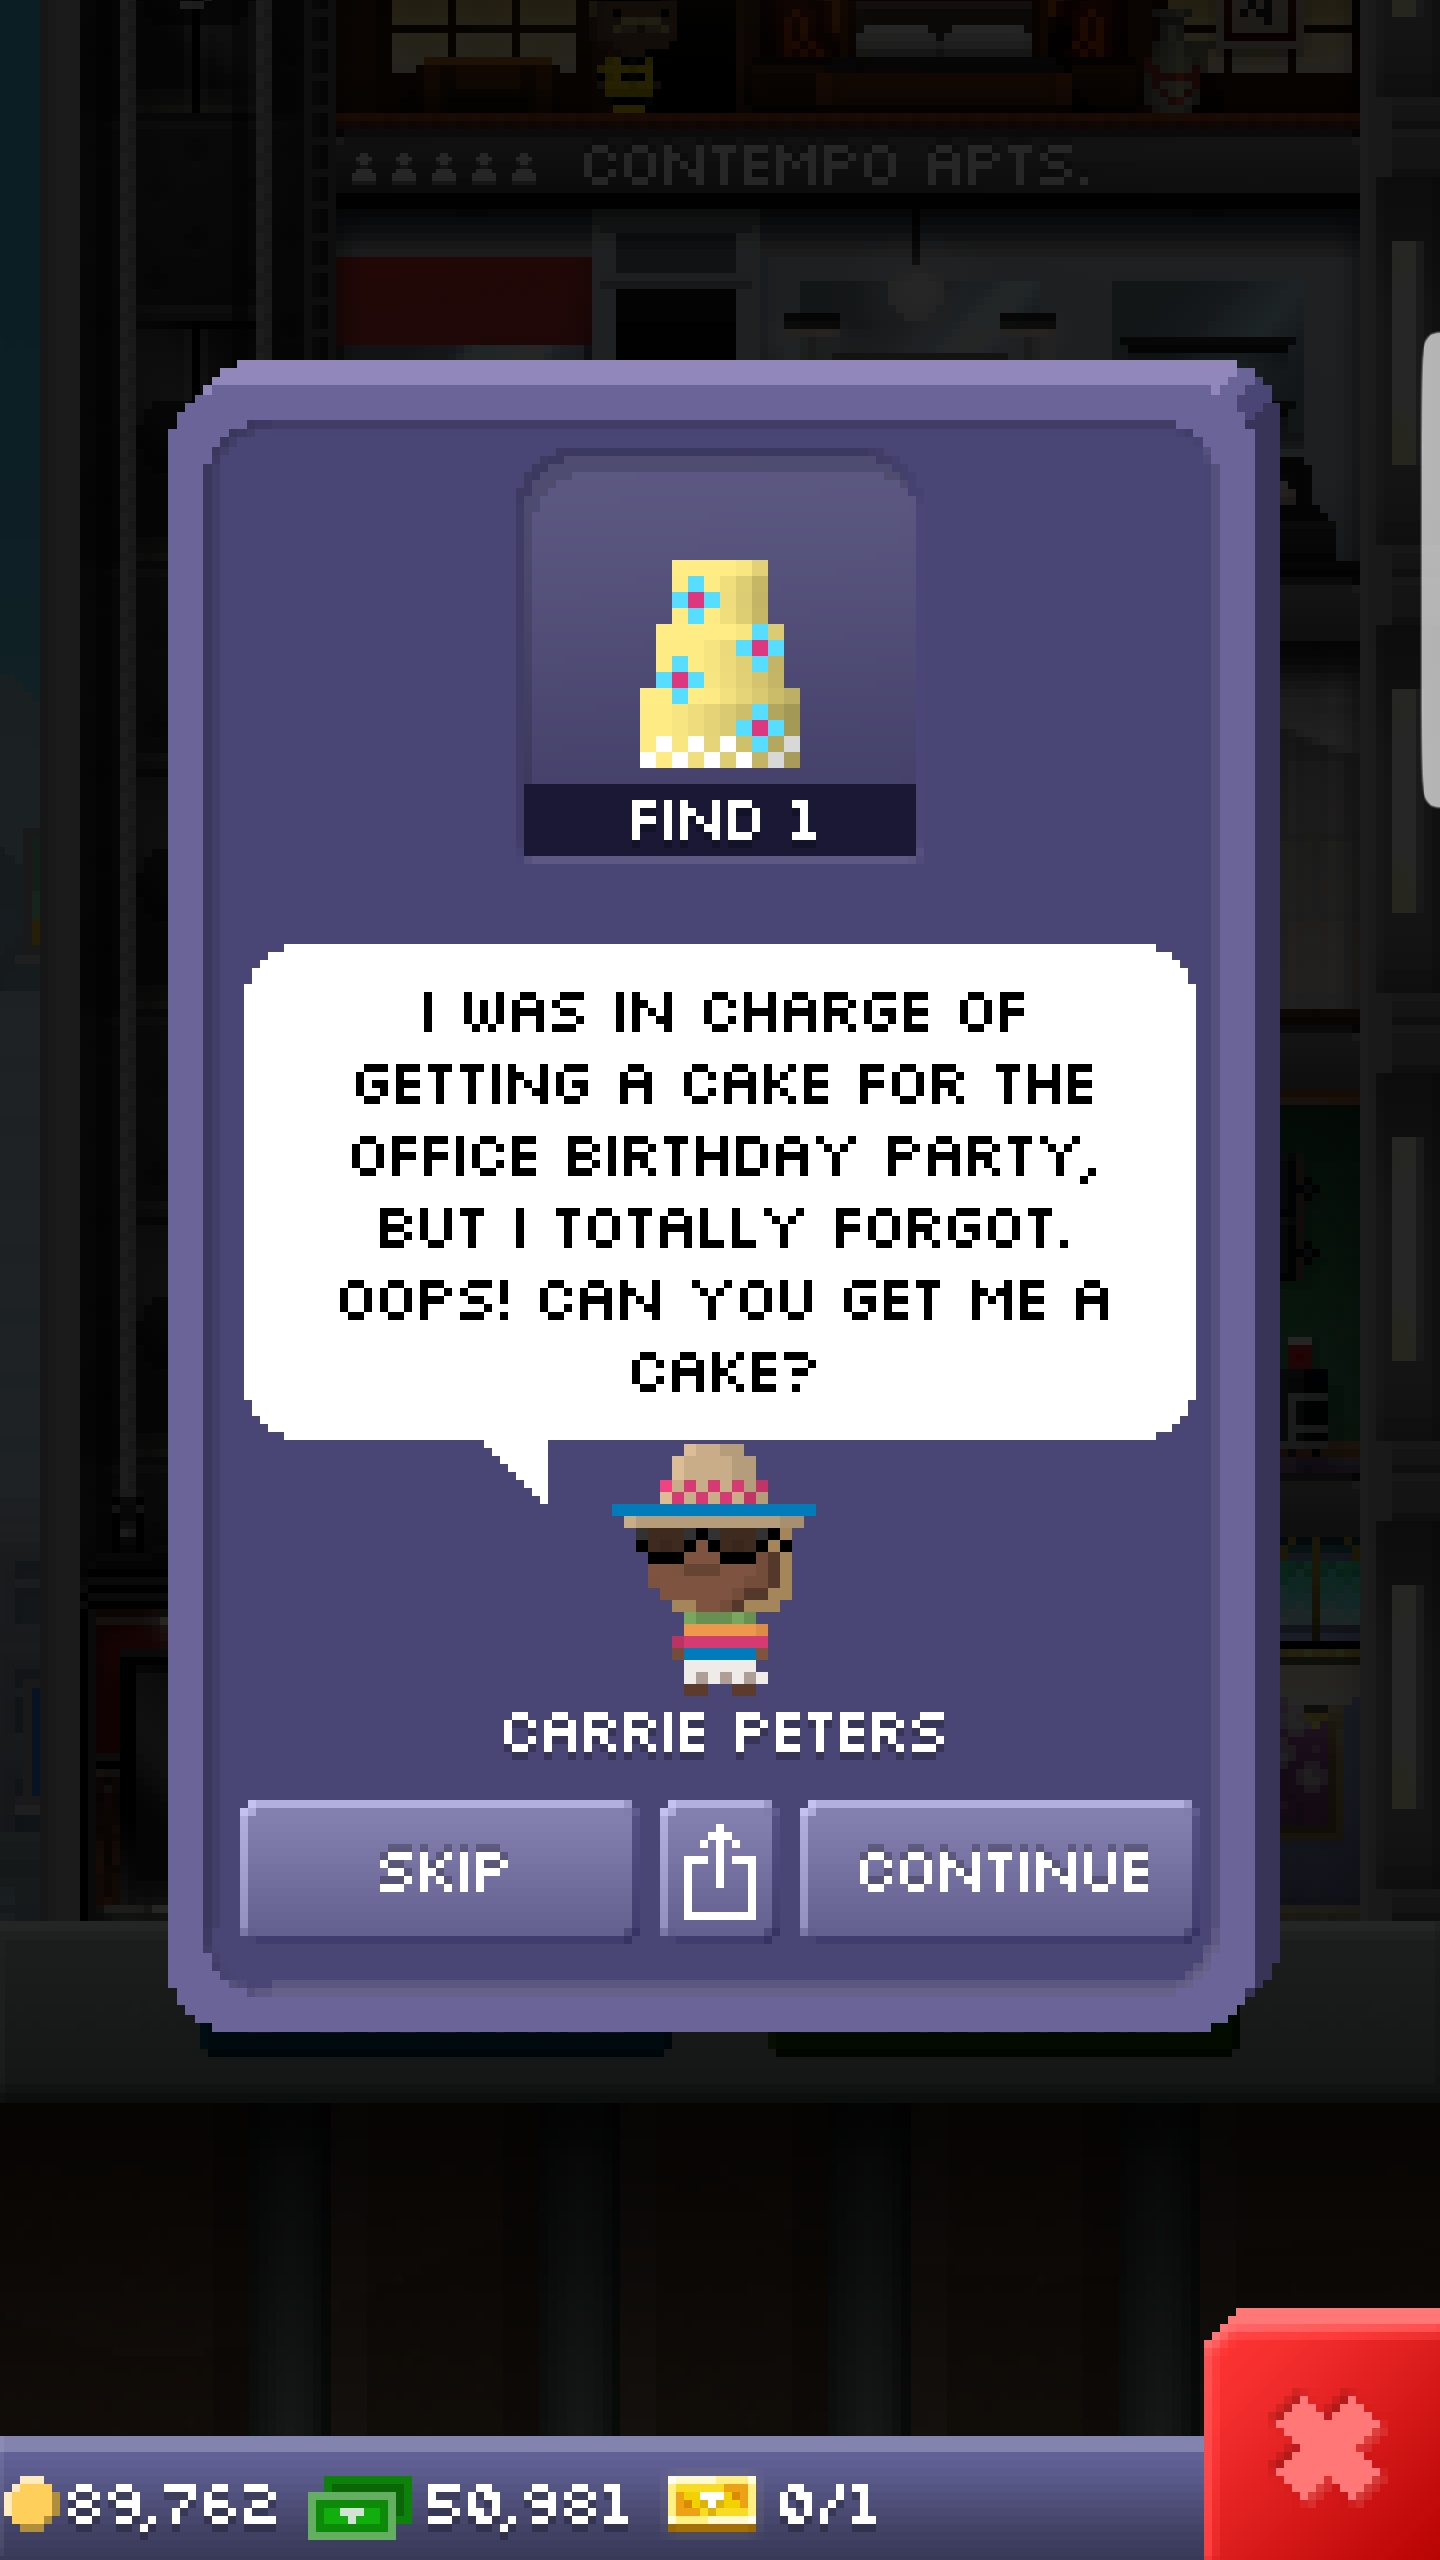 CONTEMPO APTS.
FIND 1
I WAS IN CHARGE OF
GETTING A CAKE FOR THE
OFFICE BIRTHDAY PARTY,
BUT I TOTALLY FORGOT.
OOPS! CAN YOU GET ME A
CAKE?
CARRIE PETERS
SKIP
CONTINUE
89,762 50,981 0/1